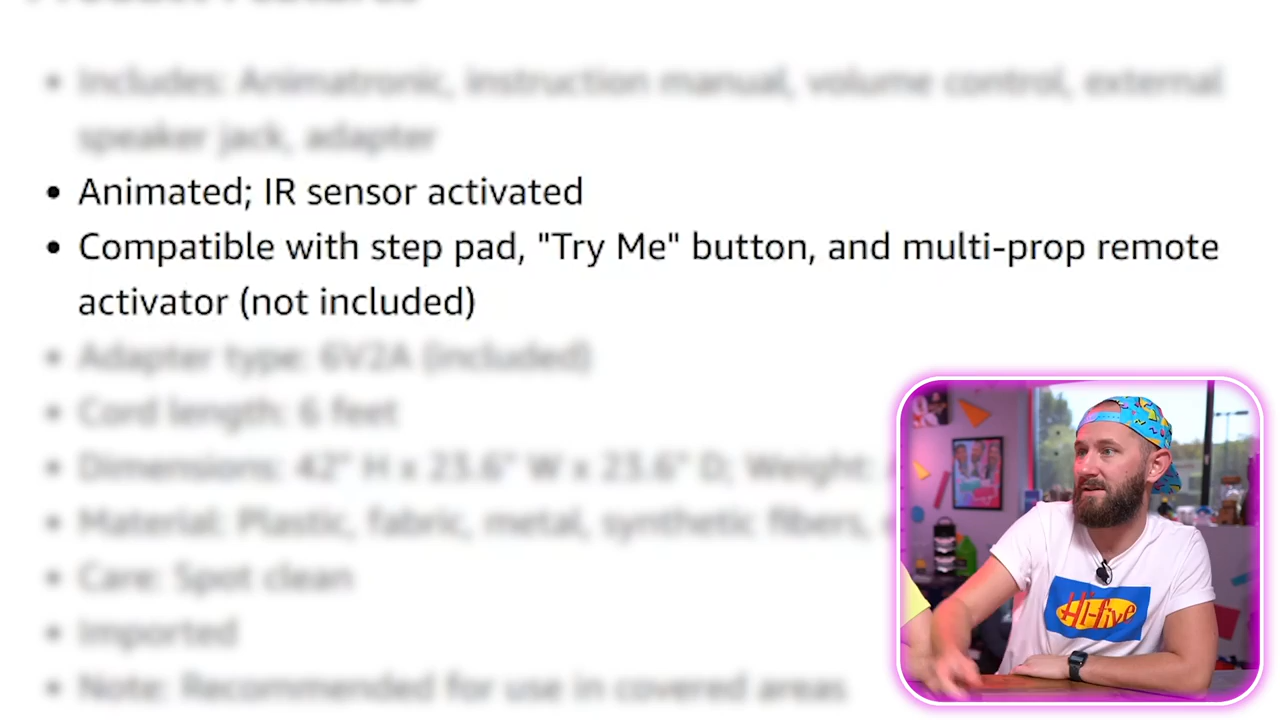 • Includes: Animatronic, instruction manual, volume control, external
speaker jack, adapter
• Animated; IR sensor activated
• Compatible with step pad, "Try Me" button, and multi-prop remote
activator (not included)
• Adapter type: 6V2A (included)
• Cord length: 6 feet
• Dimensions: 42" H x 23.6" W x 23.6" D; Weight:
• Material: Plastic, fabric, metal, synthetic fibers,
• Care: Spot clean
• Imported
• Note: Recommended for use in covered areas
Hi-five